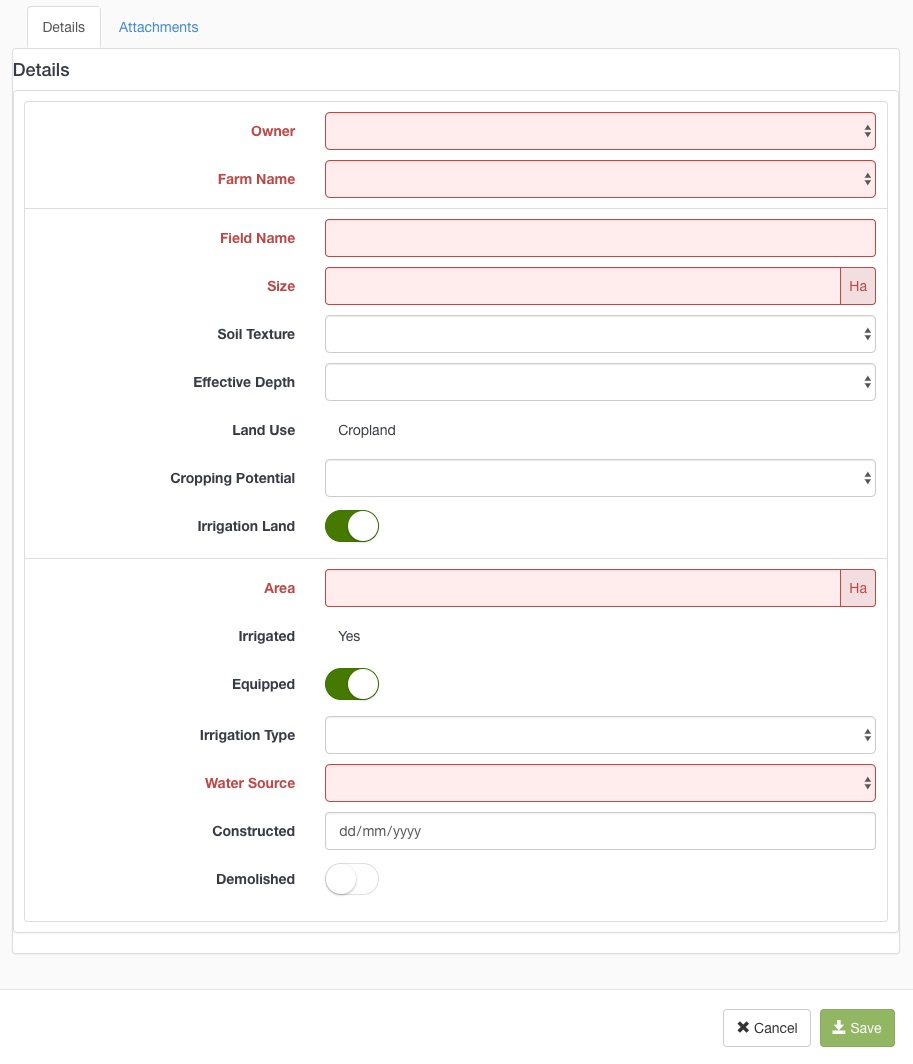 Details Attachments
Details
Owner
Farm Name
Field Name
Size Ha
Soil Texture
Effective Depth
Land Use Cropland
Cropping Potential
Irrigation Land
Area Ha
Irrigated Yes
Equipped
Irrigation Type
Water Source
Constructed dd/mm/yyyy
Demolished
Cancel Save